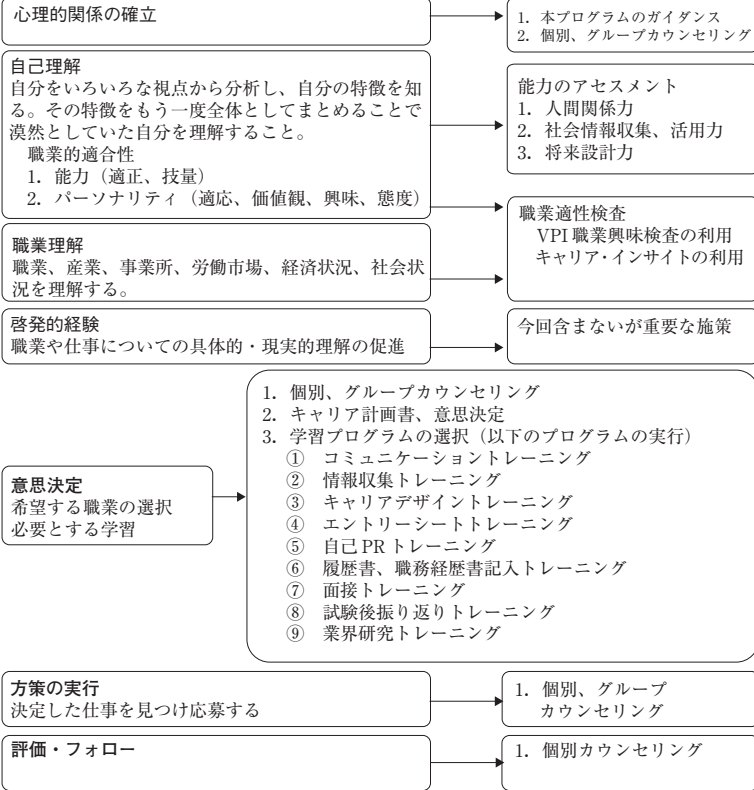 心理的関係の確立
1. 本プログラムのガイダンス
2. 個別、グループカウンセリング
自己理解
自分をいろいろな視点から分析し、自分の特徴を知
る。その特徴をもう一度全体としてまとめることで
漠然としていた自分を理解すること。
職業的適合性
1. 能力（適正、技量）
2. パーソナリティ（適応、価値観、興味、態度）
能力のアセスメント
1. 人間関係力
2. 社会情報収集、活用力
3. 将来設計力
職業適性検査
VPI 職業興味検査の利用
キャリア・インサイトの利用
職業理解
職業、産業、事業所、労働市場、経済状況、社会状
況を理解する。
啓発的経験
職業や仕事についての具体的・現実的理解の促進
今回含まないが重要な施策
意思決定
希望する職業の選択
必要とする学習
1. 個別、グループカウンセリング
2. キャリア計画書、意思決定
3. 学習プログラムの選択（以下のプログラムの実行）
① コミュニケーショントレーニング
② 情報収集トレーニング
③ キャリアデザイントレーニング
④ エントリーシートトレーニング
⑤ 自己 PR トレーニング
⑥ 履歴書、職務経歴書記入トレーニング
⑦ 面接トレーニング
⑧ 試験後振り返りトレーニング
⑨ 業界研究トレーニング
方策の実行
決定した仕事を見つけ応募する
1. 個別、グループ
カウンセリング
評価・フォロー
1. 個別カウンセリング